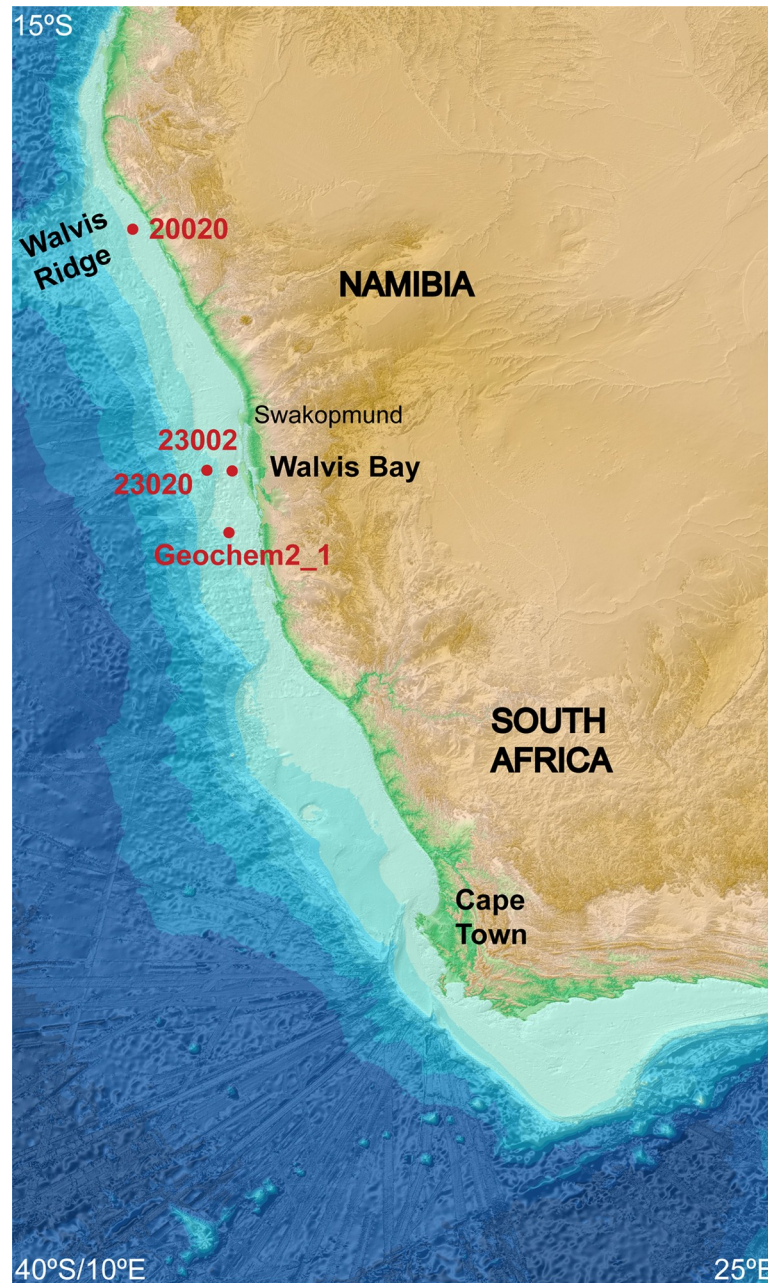 15ºS
Walvis
Ridge
20020
NAMIBIA
Swakopmund
23002
Walvis Bay
23020
Geochem2_1
SOUTH
AFRICA
Cape
Town
40ºS/10ºE
25ºE